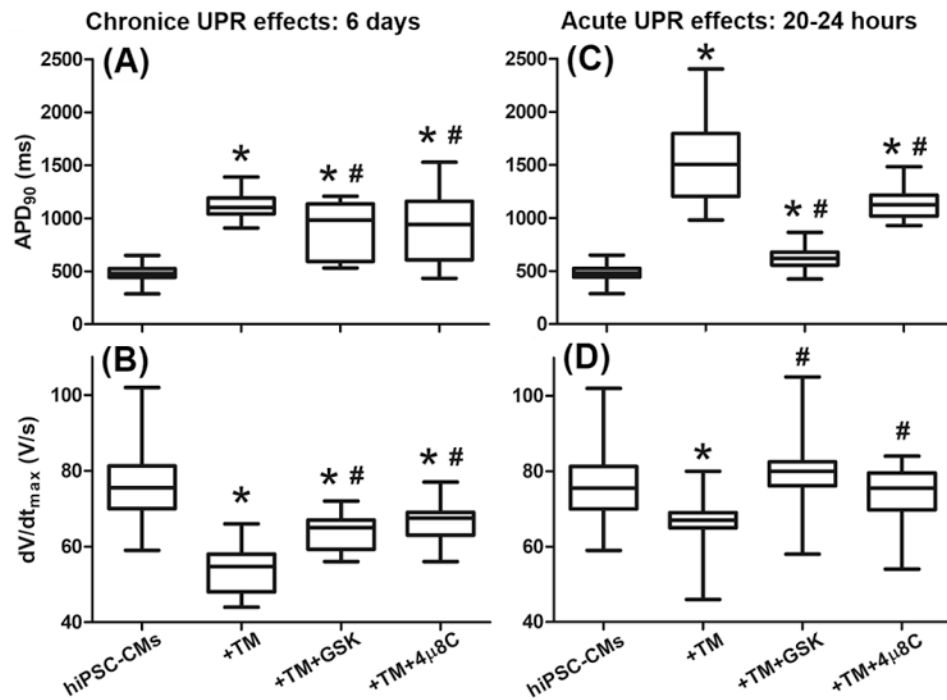 Chronice UPR effects: 6 days
Acute UPR effects: 20-24 hours
(A)
APD90 (ms)
2500
2000
1500
1000
500
0
*
* #
* #
(C)
2500
2000
1500
1000
500
0
*
* #
* #
(B)
dV/dtmax (V/s)
100
80
60
40
*
* #
* #
hiPSC-CMs
+TM
+TM+GSK
+TM+4μ8C
(D)
100
80
60
40
*
#
#
hiPSC-CMs
+TM
+TM+GSK
+TM+4μ8C